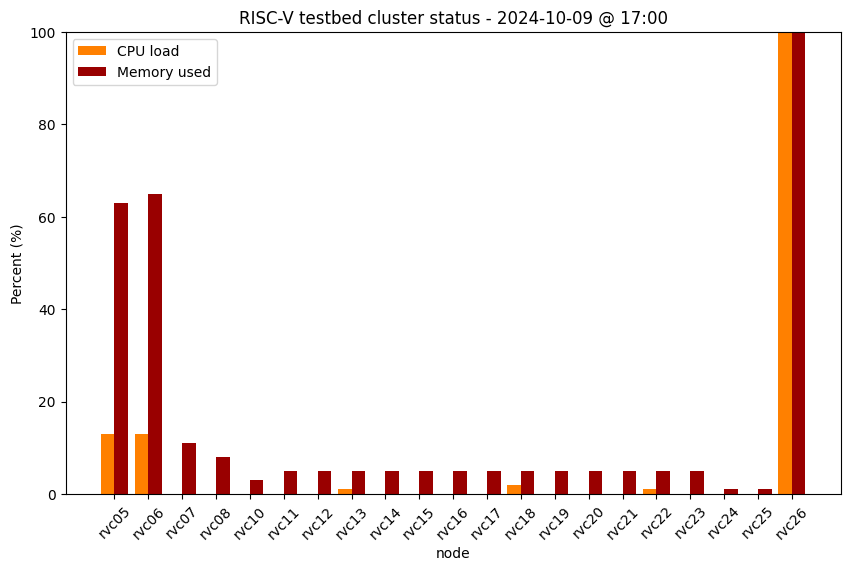 RISC-V testbed cluster status - 2024-10-09 @ 17:00
CPU load
Memory used
Percent (%)
100
80
60
40
20
0
rvc05
rvc06
rvc07
rvc08
rvc10
rvc11
rvc12
rvc13
rvc14
rvc15
rvc16
rvc17
rvc18
rvc19
rvc20
rvc21
rvc22
rvc23
rvc24
rvc25
rvc26
node